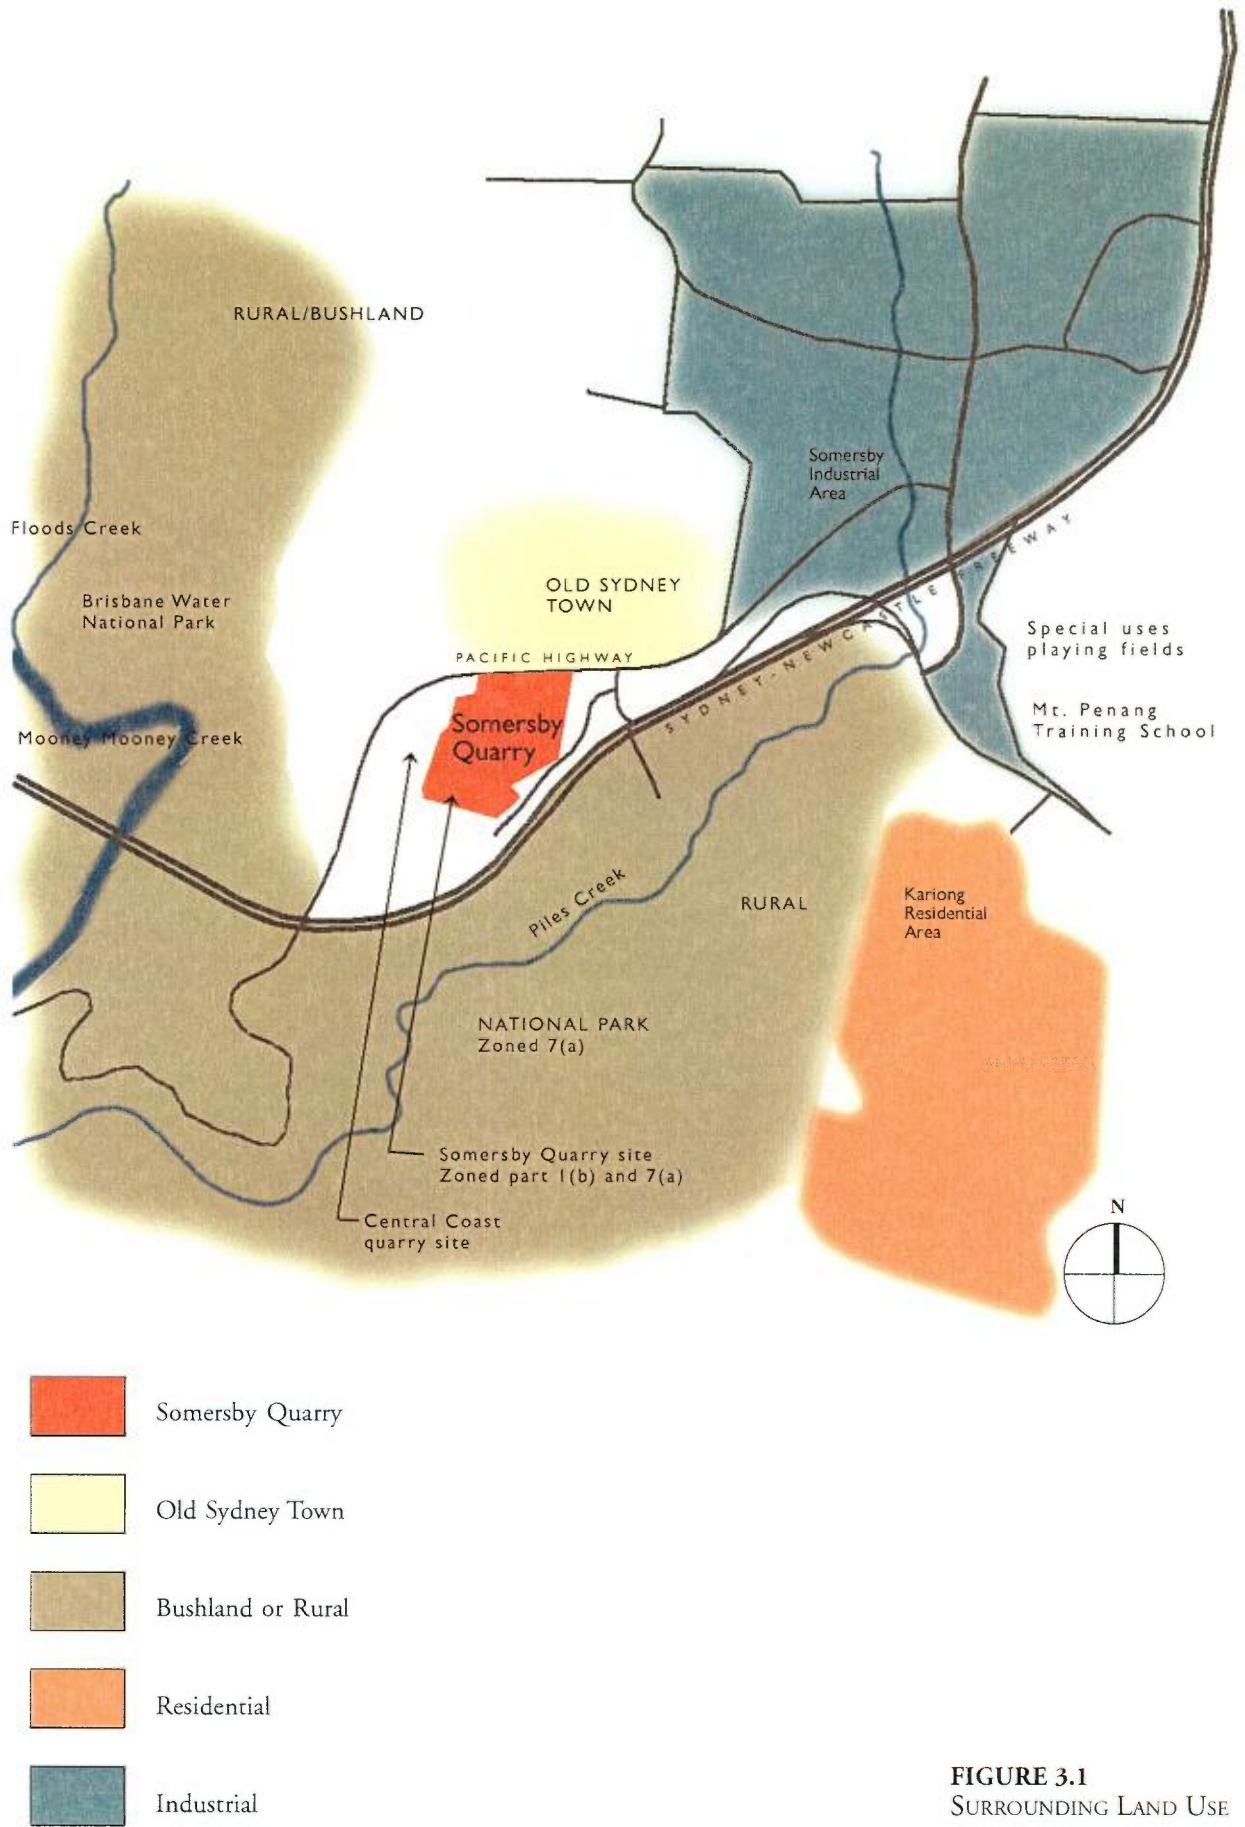 RURAL/BUSHLAND
Somersby
Industrial
Area
Floods Creek
Brisbane Water
National Park
OLD SYDNEY
TOWN
PACIFIC HIGHWAY
SYDNEY-NEWCASTLE FREEWAY
Special uses
playing fields
Mt. Penang
Training School
Somersby
Quarry
Mooney Mooney Creek
Piles Creek
RURAL
Kariong
Residential
Area
NATIONAL PARK
Zoned 7(a)
Somersby Quarry site
Zoned part 1(b) and 7(a)
Central Coast
quarry site
N
Somersby Quarry
Old Sydney Town
Bushland or Rural
Residential
Industrial
FIGURE 3.1
SURROUNDING LAND USE